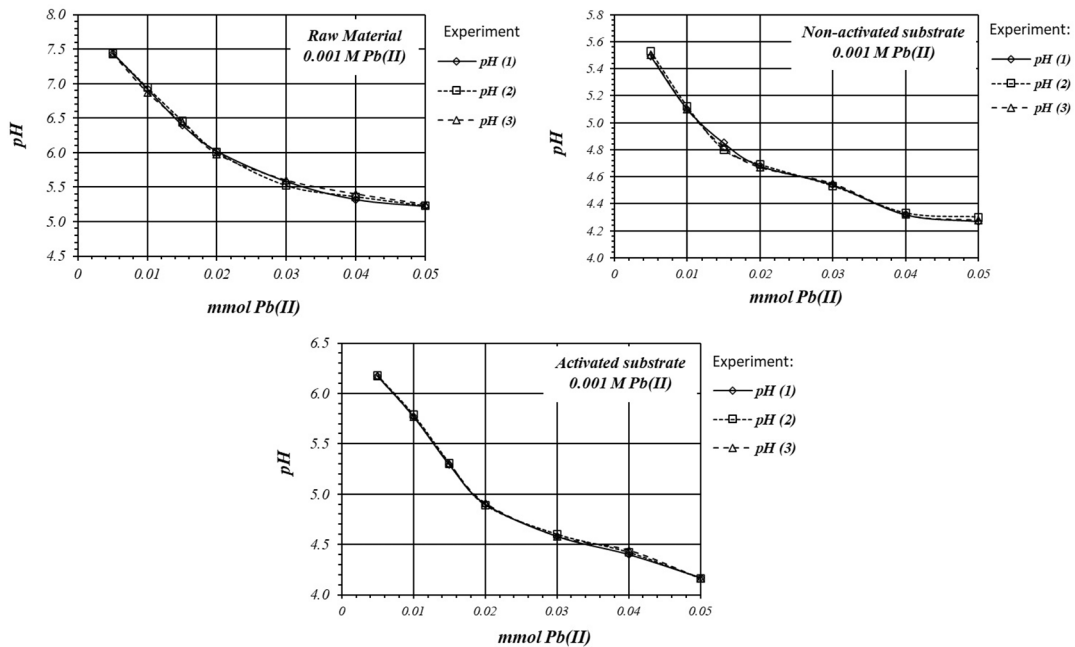 Raw Material
0.001 M Pb(II)
Experiment
pH (1)
pH (2)
pH (3)
8.0
7.5
7.0
6.5
6.0
5.5
5.0
4.5
pH
0 0.01 0.02 0.03 0.04 0.05
mmol Pb(II)
Non-activated substrate
0.001 M Pb(II)
Experiment:
pH (1)
pH (2)
pH (3)
5.8
5.6
5.4
5.2
5.0
4.8
4.6
4.4
4.2
4.0
pH
0 0.01 0.02 0.03 0.04 0.05
mmol Pb(II)
Activated substrate
0.001 M Pb(II)
Experiment:
pH (1)
pH (2)
pH (3)
6.5
6.0
5.5
5.0
4.5
4.0
pH
0 0.01 0.02 0.03 0.04 0.05
mmol Pb(II)